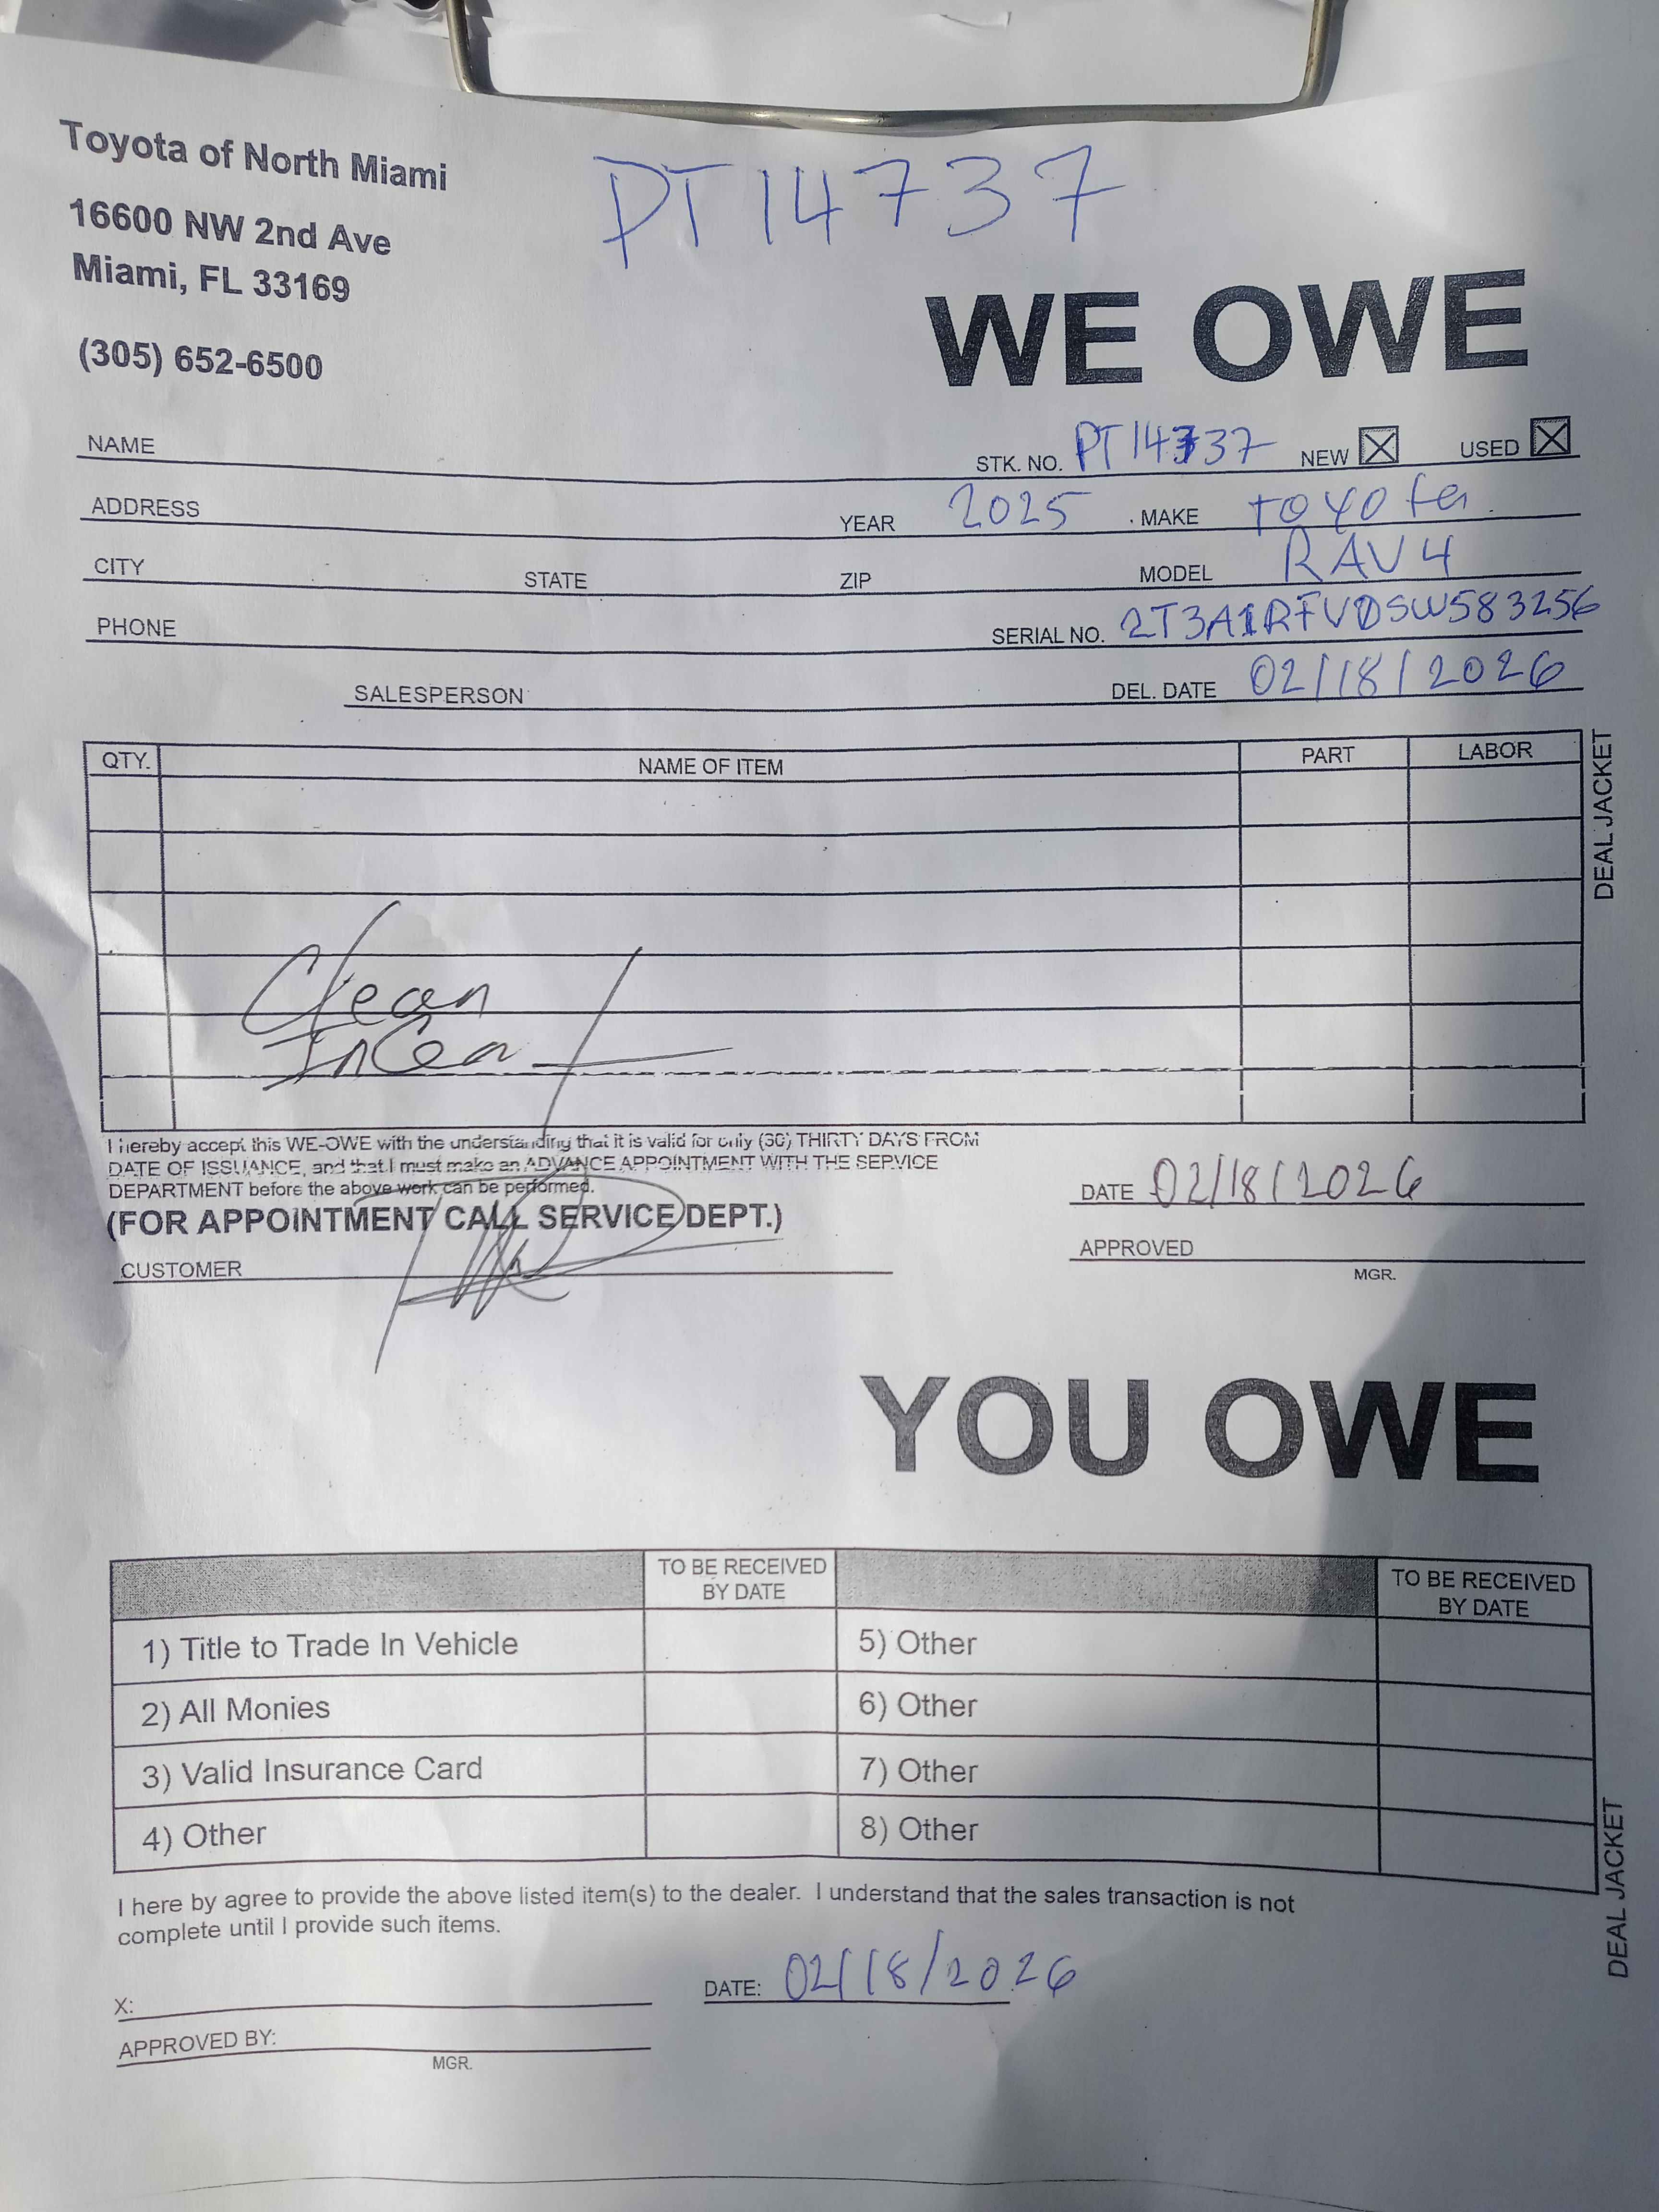 Toyota of North Miami
16600 NW 2nd Ave
Miami, FL 33169
(305) 652-6500
PT14737
WE OWE
NAME STK. NO. PT14737 NEW ☒ USED ☒
ADDRESS YEAR 2025 MAKE TOYOta
CITY STATE ZIP MODEL RAV4
PHONE SERIAL NO. 2T3A1RFV0SW583256
SALESPERSON DEL. DATE 02/18/2026
QTY. NAME OF ITEM PART LABOR
DEAL JACKET
Clean
I hereby accept this WE-OWE with the understanding that it is valid for only (30) THIRTY DAYS FROM
DATE OF ISSUANCE, and that I must make an ADVANCE APPOINTMENT WITH THE SERVICE
DEPARTMENT before the above work can be performed.
(FOR APPOINTMENT CALL SERVICE DEPT.)
DATE 02/18/2026
CUSTOMER
APPROVED
MGR.
YOU OWE
TO BE RECEIVED BY DATE TO BE RECEIVED BY DATE
1) Title to Trade In Vehicle 5) Other
2) All Monies 6) Other
3) Valid Insurance Card 7) Other
4) Other 8) Other
DEAL JACKET
I here by agree to provide the above listed item(s) to the dealer. I understand that the sales transaction is not
complete until I provide such items.
X: DATE: 02/18/2026
APPROVED BY:
MGR.